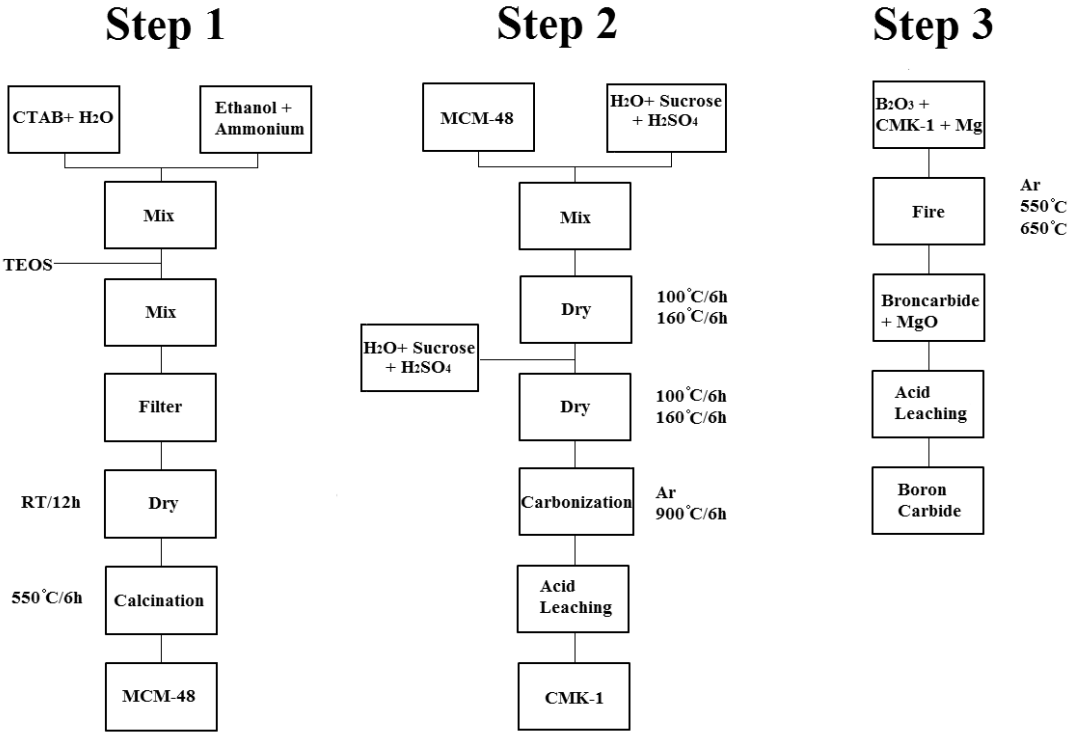 Step 1
CTAB+ H2O
Ethanol +
Ammonium
Mix
TEOS
Mix
Filter
RT/12h
Dry
550°C/6h
Calcination
MCM-48
Step 2
MCM-48
H2O+ Sucrose
+ H2SO4
Mix
Dry
100°C/6h
160°C/6h
H2O+ Sucrose
+ H2SO4
Dry
100°C/6h
160°C/6h
Carbonization
Ar
900°C/6h
Acid
Leaching
CMK-1
Step 3
B2O3 +
CMK-1 + Mg
Fire
Ar
550°C
650°C
Broncarbide
+ MgO
Acid
Leaching
Boron
Carbide